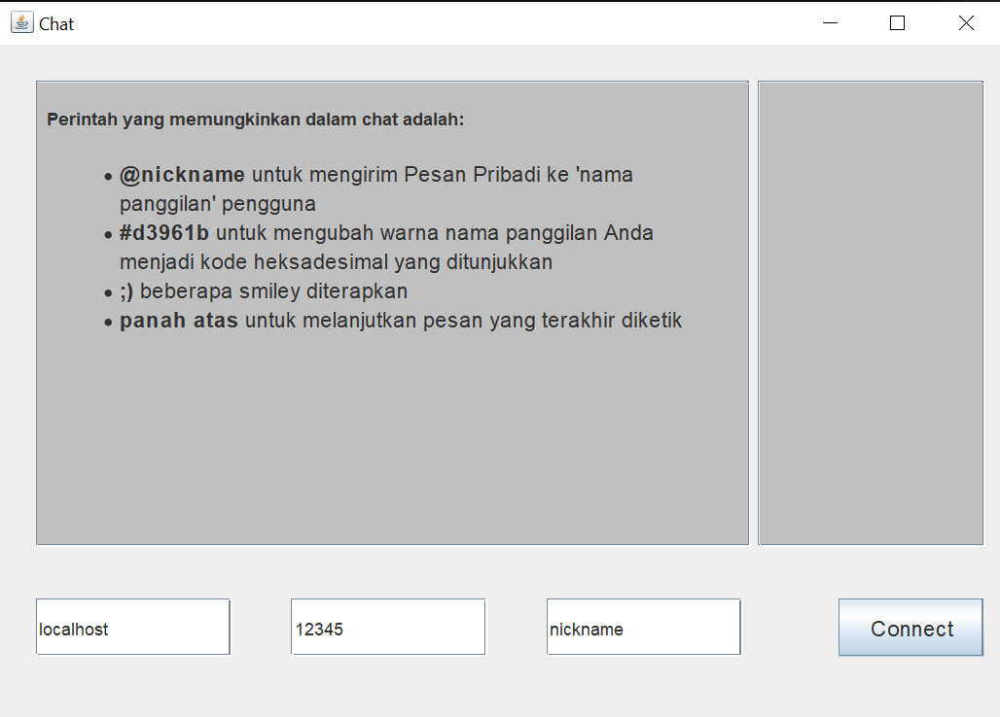 Chat
Perintah yang memungkinkan dalam chat adalah:
@nickname untuk mengirim Pesan Pribadi ke 'nama
panggilan' pengguna
#d3961b untuk mengubah warna nama panggilan Anda
menjadi kode heksadesimal yang ditunjukkan
;) beberapa smiley diterapkan
panah atas untuk melanjutkan pesan yang terakhir diketik
localhost
12345
nickname
Connect